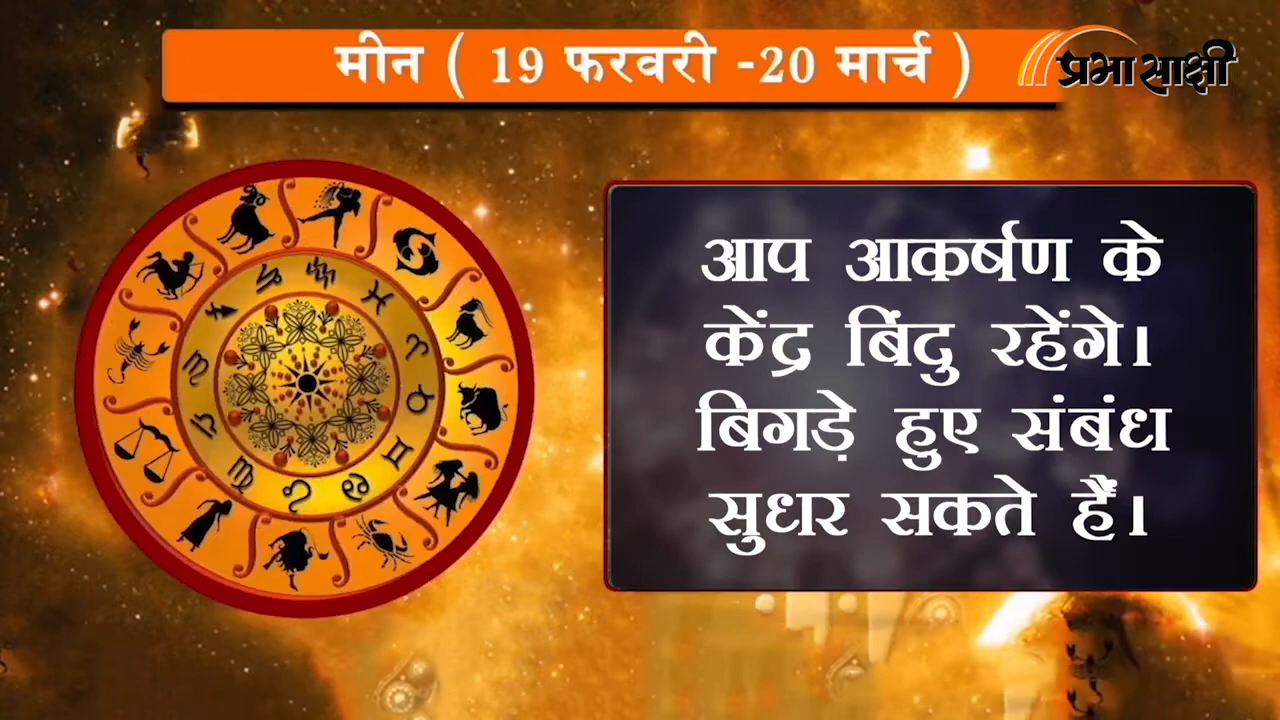 मीन ( 19 फरवरी -20 मार्च )
प्रभासाक्षी
आप आकर्षण के
केंद्र बिंदु रहेंगे।
बिगड़े हुए संबंध
सुधर सकते हैं।